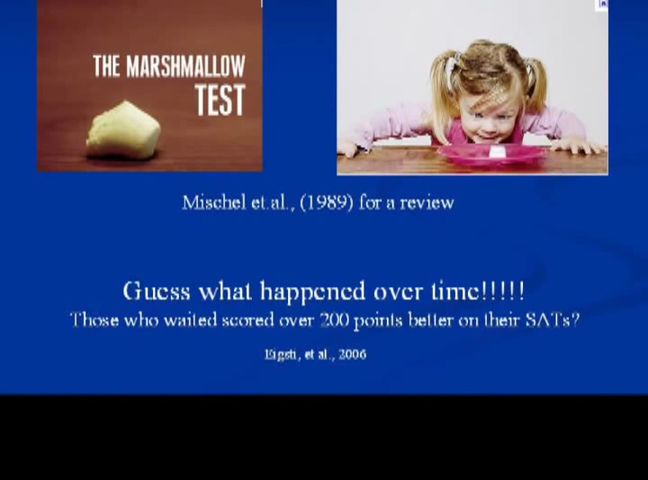 THE MARSHMALLOW
TEST
Mischel et.al., (1989) for a review
Guess what happened over time!!!!!
Those who waited scored over 200 points better on their SATs?
Eigsti, et al., 2006